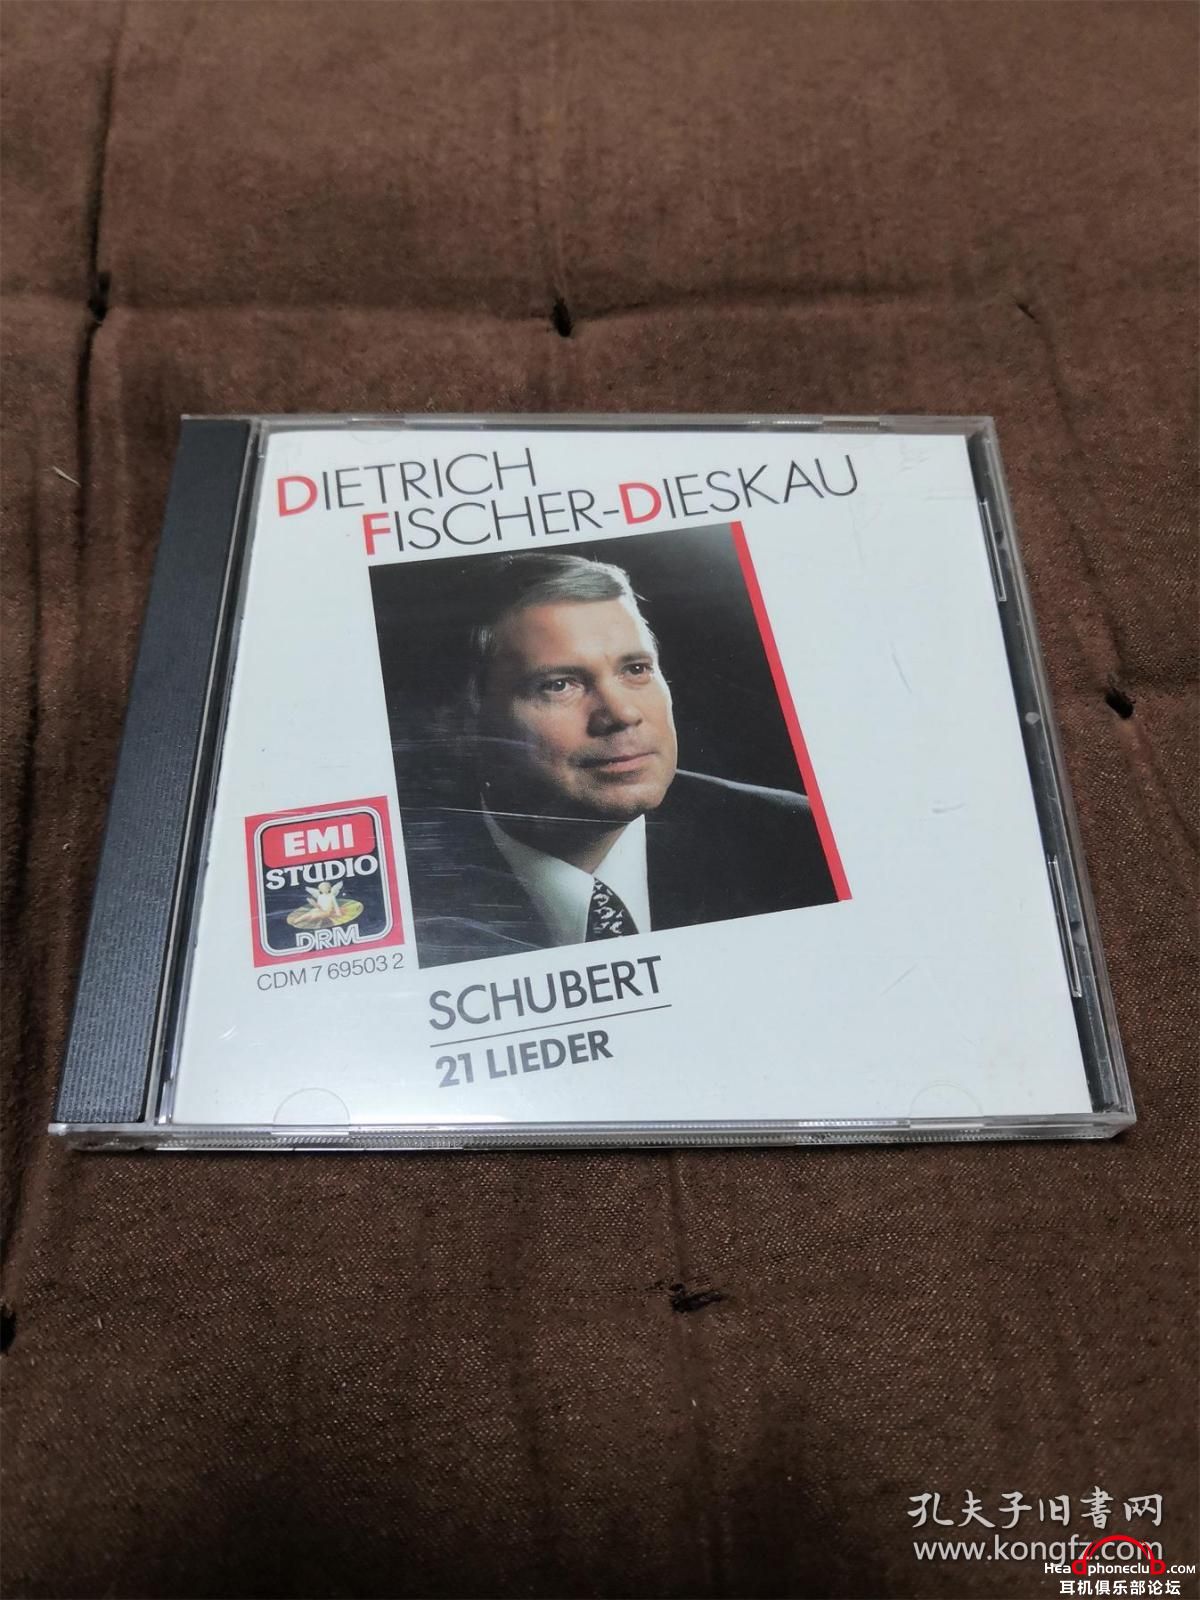 DIETRICH
FISCHER-DIESKAU
EMI
STUDIO
DRM
CDM 7 69503 2
SCHUBERT
21 LIEDER
孔夫子旧書网
www.kongfz.com
Headphoneclub.com
耳机俱乐部论坛